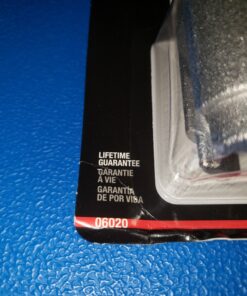 LIFETIME
GUARANTEE
GARANTIE
À VIE
GARANTÍA
DE POR VIDA
06020